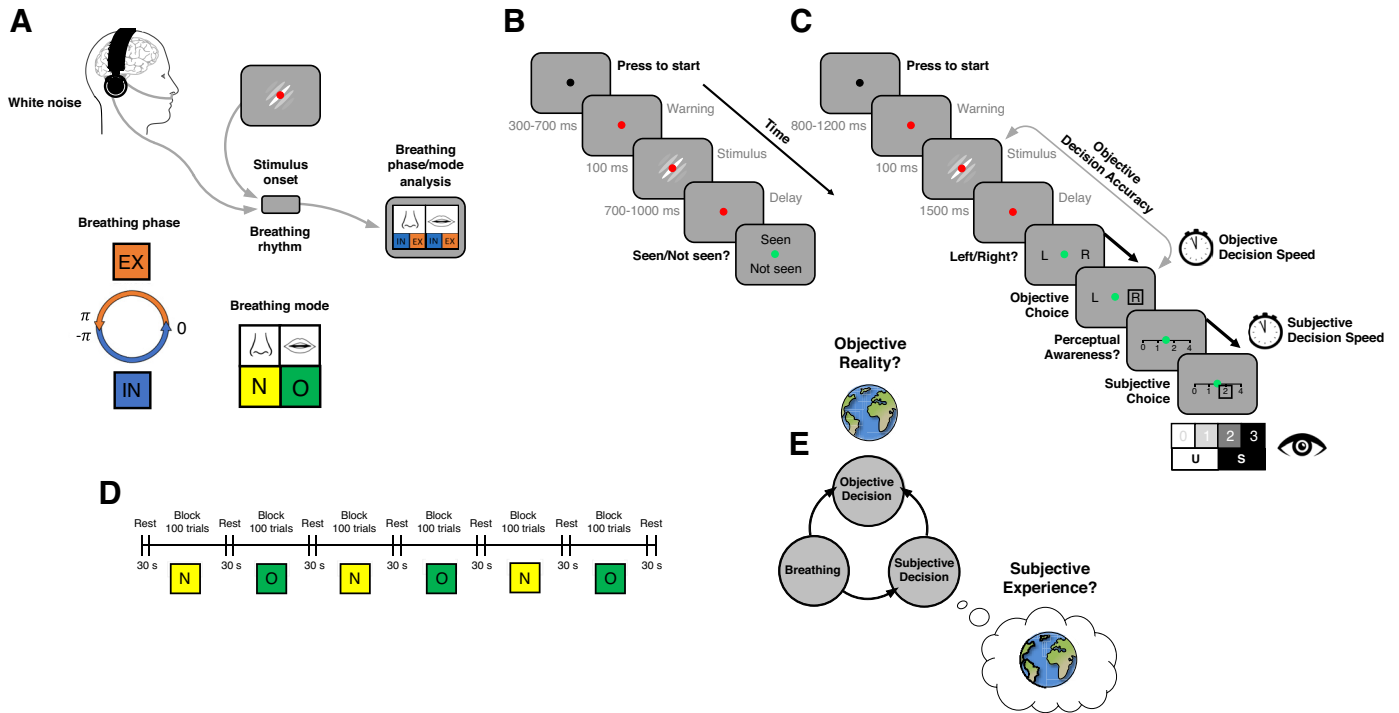 A
White noise
Stimulus
onset
Breathing
rhythm
Breathing
phase/mode
analysis
IN EX IN EX
Breathing phase
EX
π
-π
0
IN
Breathing mode
N O
B
Press to start
Warning
300-700 ms
Stimulus
100 ms
Delay
700-1000 ms
Seen
Not seen
Seen/Not seen?
Time
C
Press to start
Warning
800-1200 ms
Stimulus
100 ms
Delay
1500 ms
Objective
Decision Accuracy
L R
Left/Right?
Objective
Decision Speed
L R
Objective
Choice
0 1 2 4
Perceptual
Awareness?
Subjective
Decision Speed
0 1 2 4
Subjective
Choice
0 1 2 3
U S
D
Rest Block Rest Block Rest Block Rest Block Rest Block Rest Block Rest
100 trials 100 trials 100 trials 100 trials 100 trials 100 trials
30 s 30 s 30 s 30 s 30 s 30 s 30 s
N O N O N O
E
Objective
Reality?
Objective
Decision
Breathing
Subjective
Decision
Subjective
Experience?